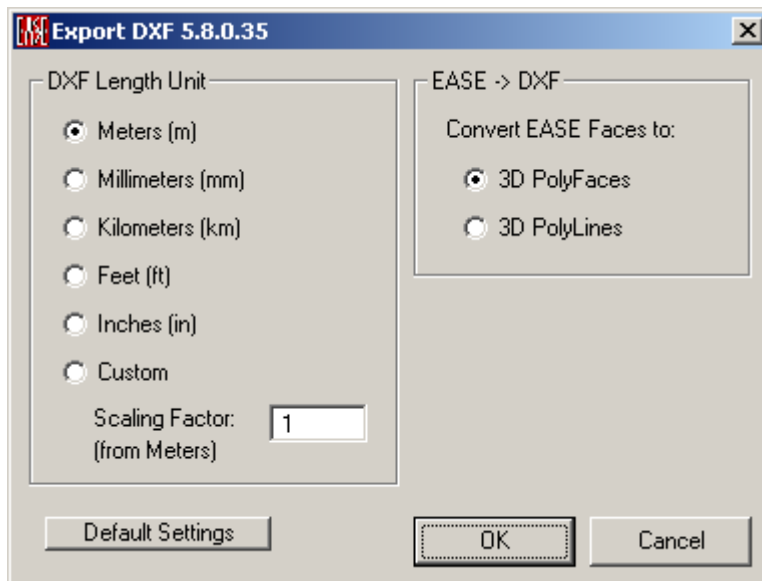 EASE Export DXF 5.8.0.35
DXF Length Unit
Meters (m)
Millimeters (mm)
Kilometers (km)
Feet (ft)
Inches (in)
Custom
Scaling Factor: 1
(from Meters)
EASE -> DXF
Convert EASE Faces to:
3D PolyFaces
3D PolyLines
Default Settings
OK
Cancel